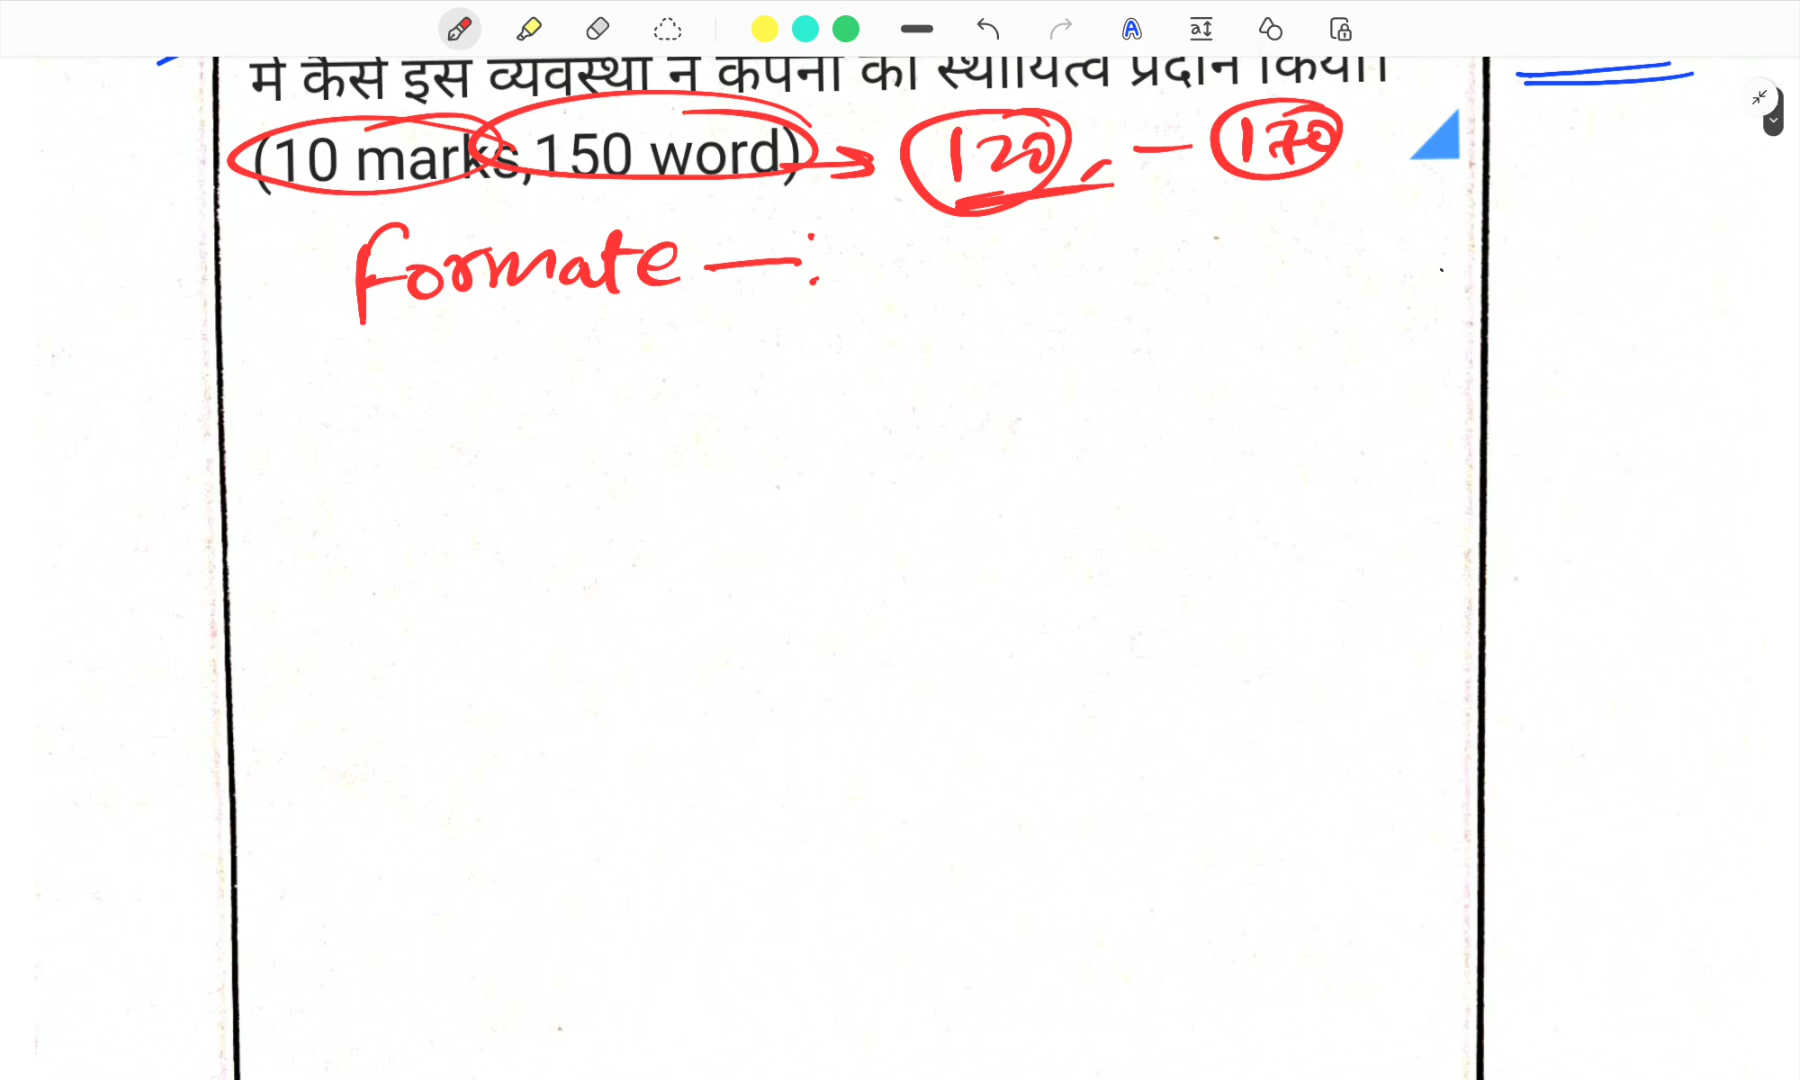 में कैसे इस व्यवस्था ने कंपनी को स्थायित्व प्रदान किया।
(10 marks,150 word) → 120, — 170
formate —: